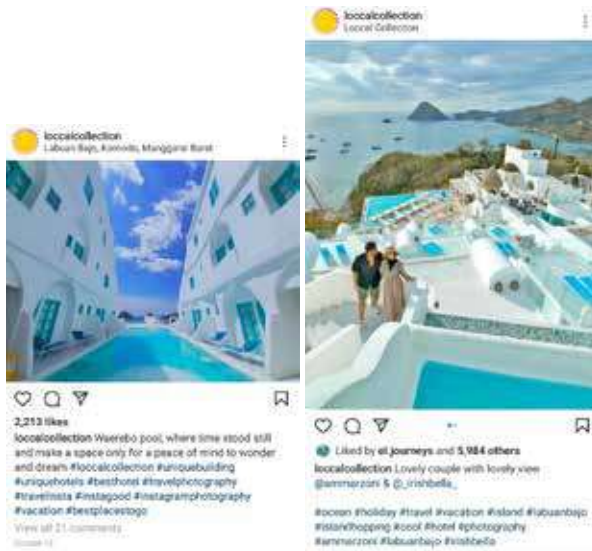 loccalcollection
Labuan Bajo, Komodo, Manggarai Barat
2,213 likes
loccalcollection Waerebo pool, where time stood still
and make a space only for a peace of mind to wonder
and dream #loccalcollection #uniquebuilding
#uniquehotels #besthotel #travelphotography
#travelinsta #instagood #instagramphotography
#vacation #bestplacestogo
View all 21 comments
October 12
loccalcollection
Loccal Collection
Liked by el.journeys and 5,984 others
loccalcollection Lovely couple with lovely view
@ammarzoni & @_irishbella_
#ocean #holiday #travel #vacation #island #labuanbajo
#islandhopping #cool #hotel #photography
#ammarzoni #labuanbajo #irishbella